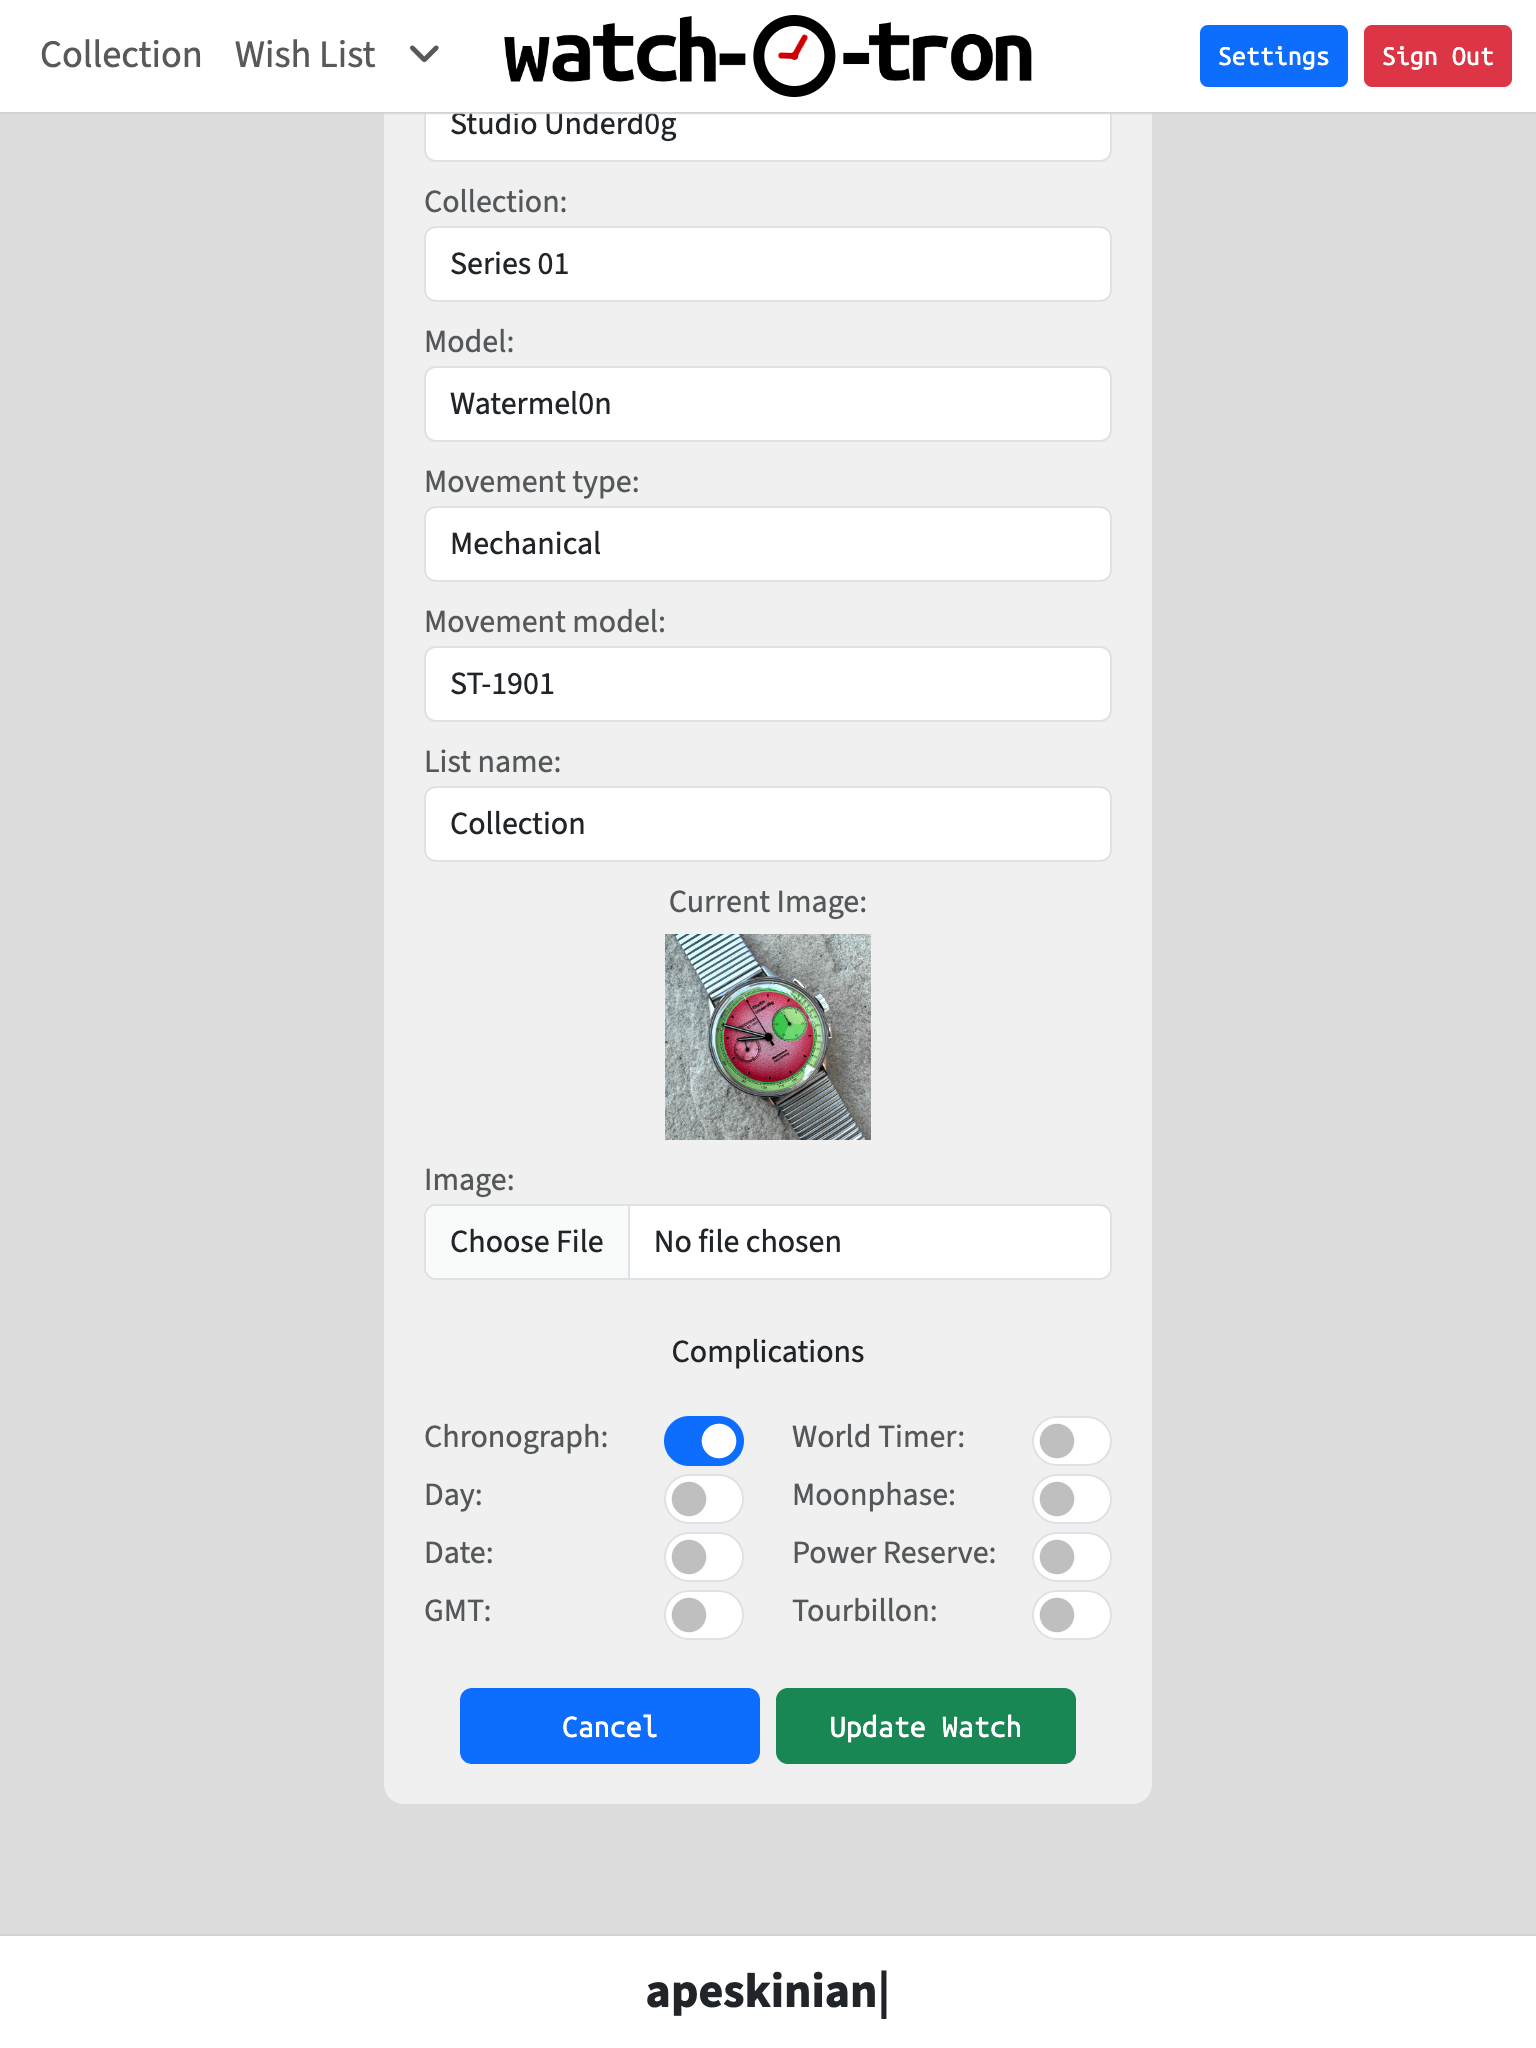 Collection Wish List watch-O-tron Settings Sign Out
Studio Underd0g
Collection:
Series 01
Model:
Watermel0n
Movement type:
Mechanical
Movement model:
ST-1901
List name:
Collection
Current Image:
Image:
Choose File No file chosen
Complications
Chronograph: World Timer:
Day: Moonphase:
Date: Power Reserve:
GMT: Tourbillon:
Cancel Update Watch
apeskinian|